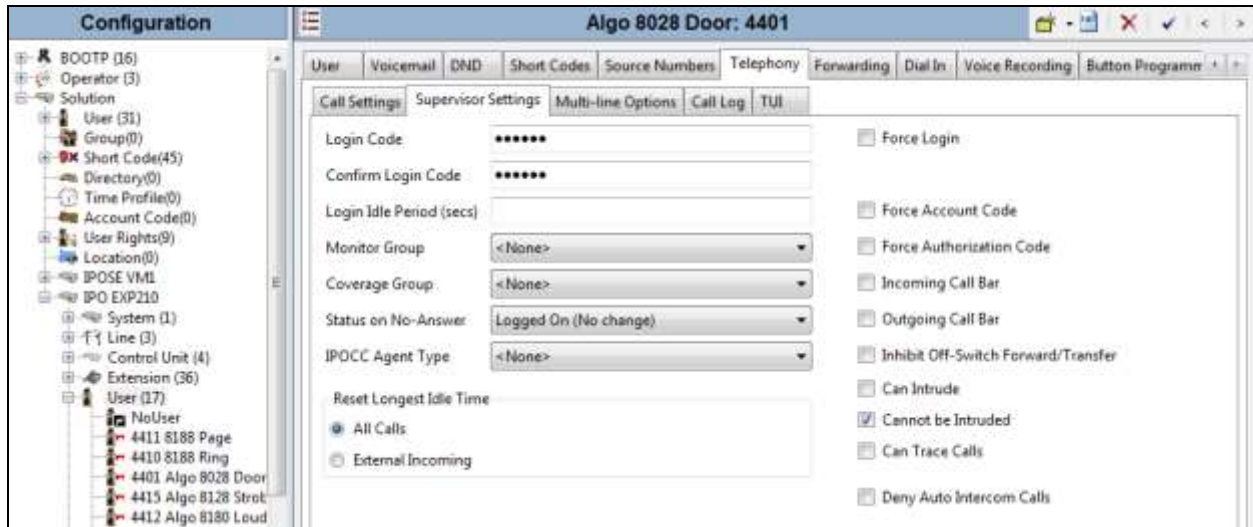 Configuration
BOOTP (16)
Operator (3)
Solution
User (31)
Group(0)
Short Code(45)
Directory(0)
Time Profile(0)
Account Code(0)
User Rights(9)
Location(0)
IPOSE VM1
IPO EXP210
System (1)
Line (3)
Control Unit (4)
Extension (36)
User (17)
NoUser
4411 8188 Page
4410 8188 Ring
4401 Algo 8028 Door
4415 Algo 8128 Strob
4412 Algo 8180 Loud
Algo 8028 Door: 4401
User Voicemail DND Short Codes Source Numbers Telephony Forwarding Dial In Voice Recording Button Programm
Call Settings Supervisor Settings Multi-line Options Call Log TUI
Login Code ●●●●●● Force Login
Confirm Login Code ●●●●●●
Login Idle Period (secs) Force Account Code
Monitor Group <None> Force Authorization Code
Coverage Group <None> Incoming Call Bar
Status on No-Answer Logged On (No change) Outgoing Call Bar
IPOCC Agent Type <None> Inhibit Off-Switch Forward/Transfer
Can Intrude
Reset Longest Idle Time
Cannot be Intruded
All Calls
Can Trace Calls
External Incoming
Deny Auto Intercom Calls